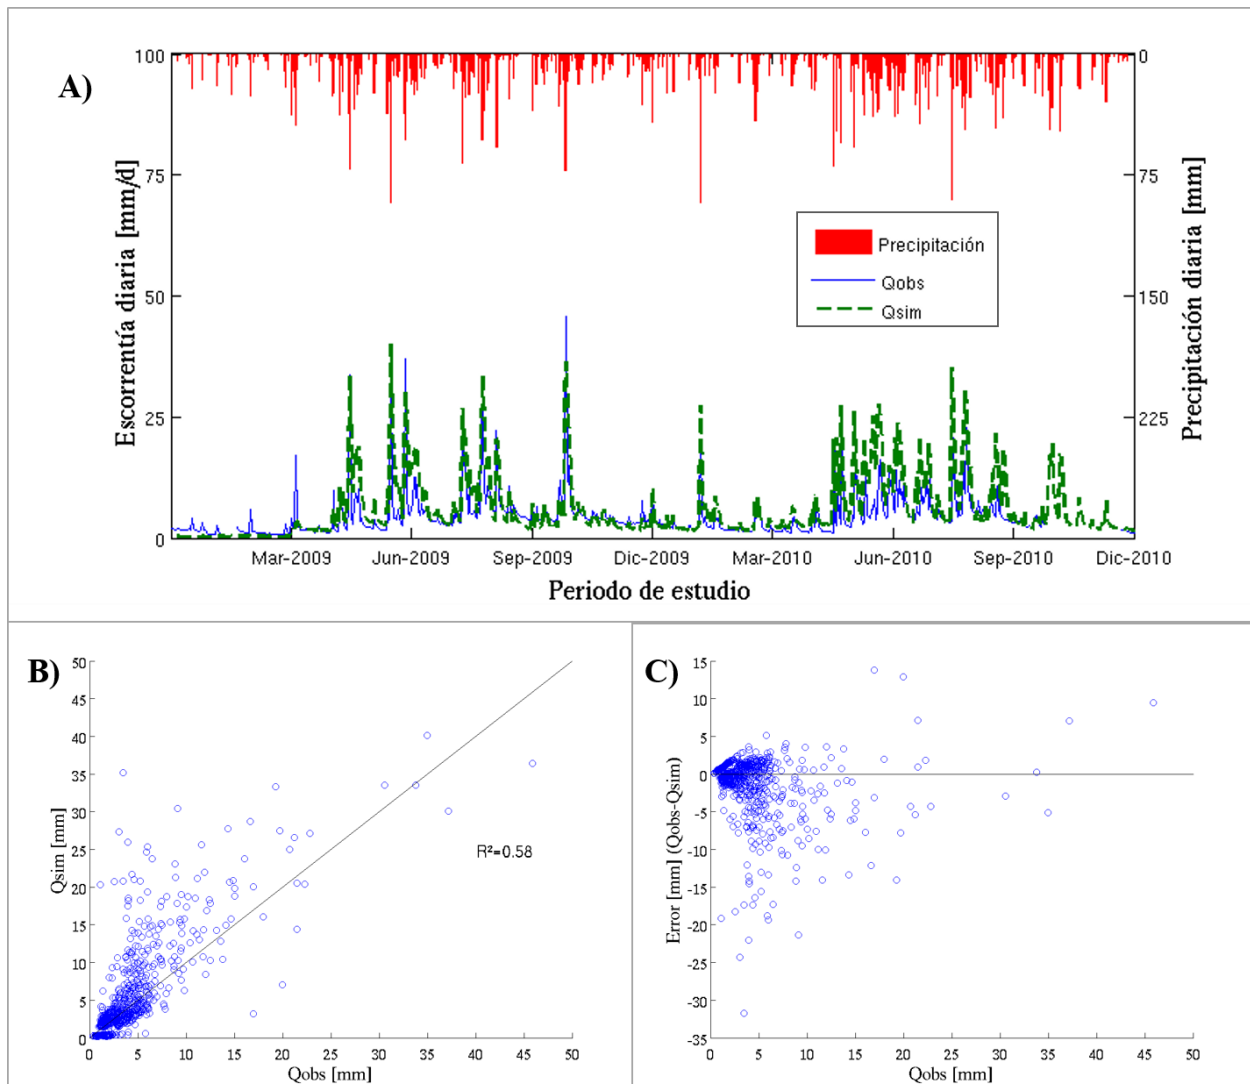 A)
Escorrentía diaria [mm/d]
100
75
50
25
0
0
75
150
225
Precipitación diaria [mm]
Precipitación
Qobs
Qsim
Mar-2009 Jun-2009 Sep-2009 Dic-2009 Mar-2010 Jun-2010 Sep-2010 Dic-2010
Periodo de estudio
B)
Qsim [mm]
50
45
40
35
30
25
20
15
10
5
0
R²=0.58
0 5 10 15 20 25 30 35 40 45 50
Qobs [mm]
C)
Error [mm] (Qobs-Qsim)
15
10
5
0
-5
-10
-15
-20
-25
-30
-35
0 5 10 15 20 25 30 35 40 45 50
Qobs [mm]